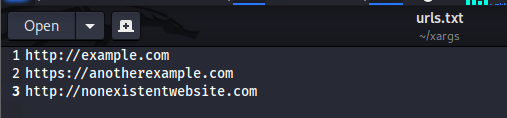 Open
urls.txt
~/xargs
1 http://example.com
2 https://anotherexample.com
3 http://nonexistentwebsite.com